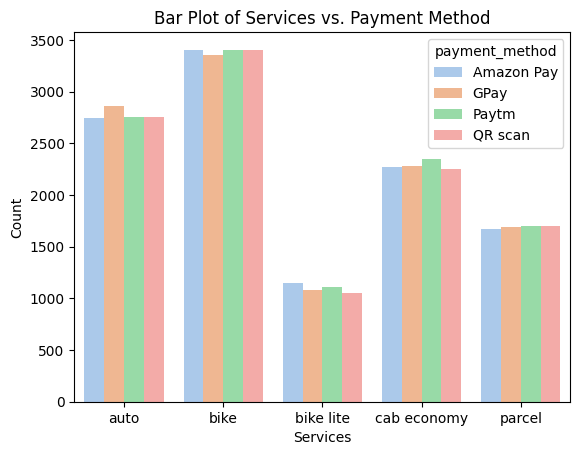 Bar Plot of Services vs. Payment Method
payment_method
Amazon Pay
GPay
Paytm
QR scan
Count
3500
3000
2500
2000
1500
1000
500
0
auto bike bike lite cab economy parcel
Services